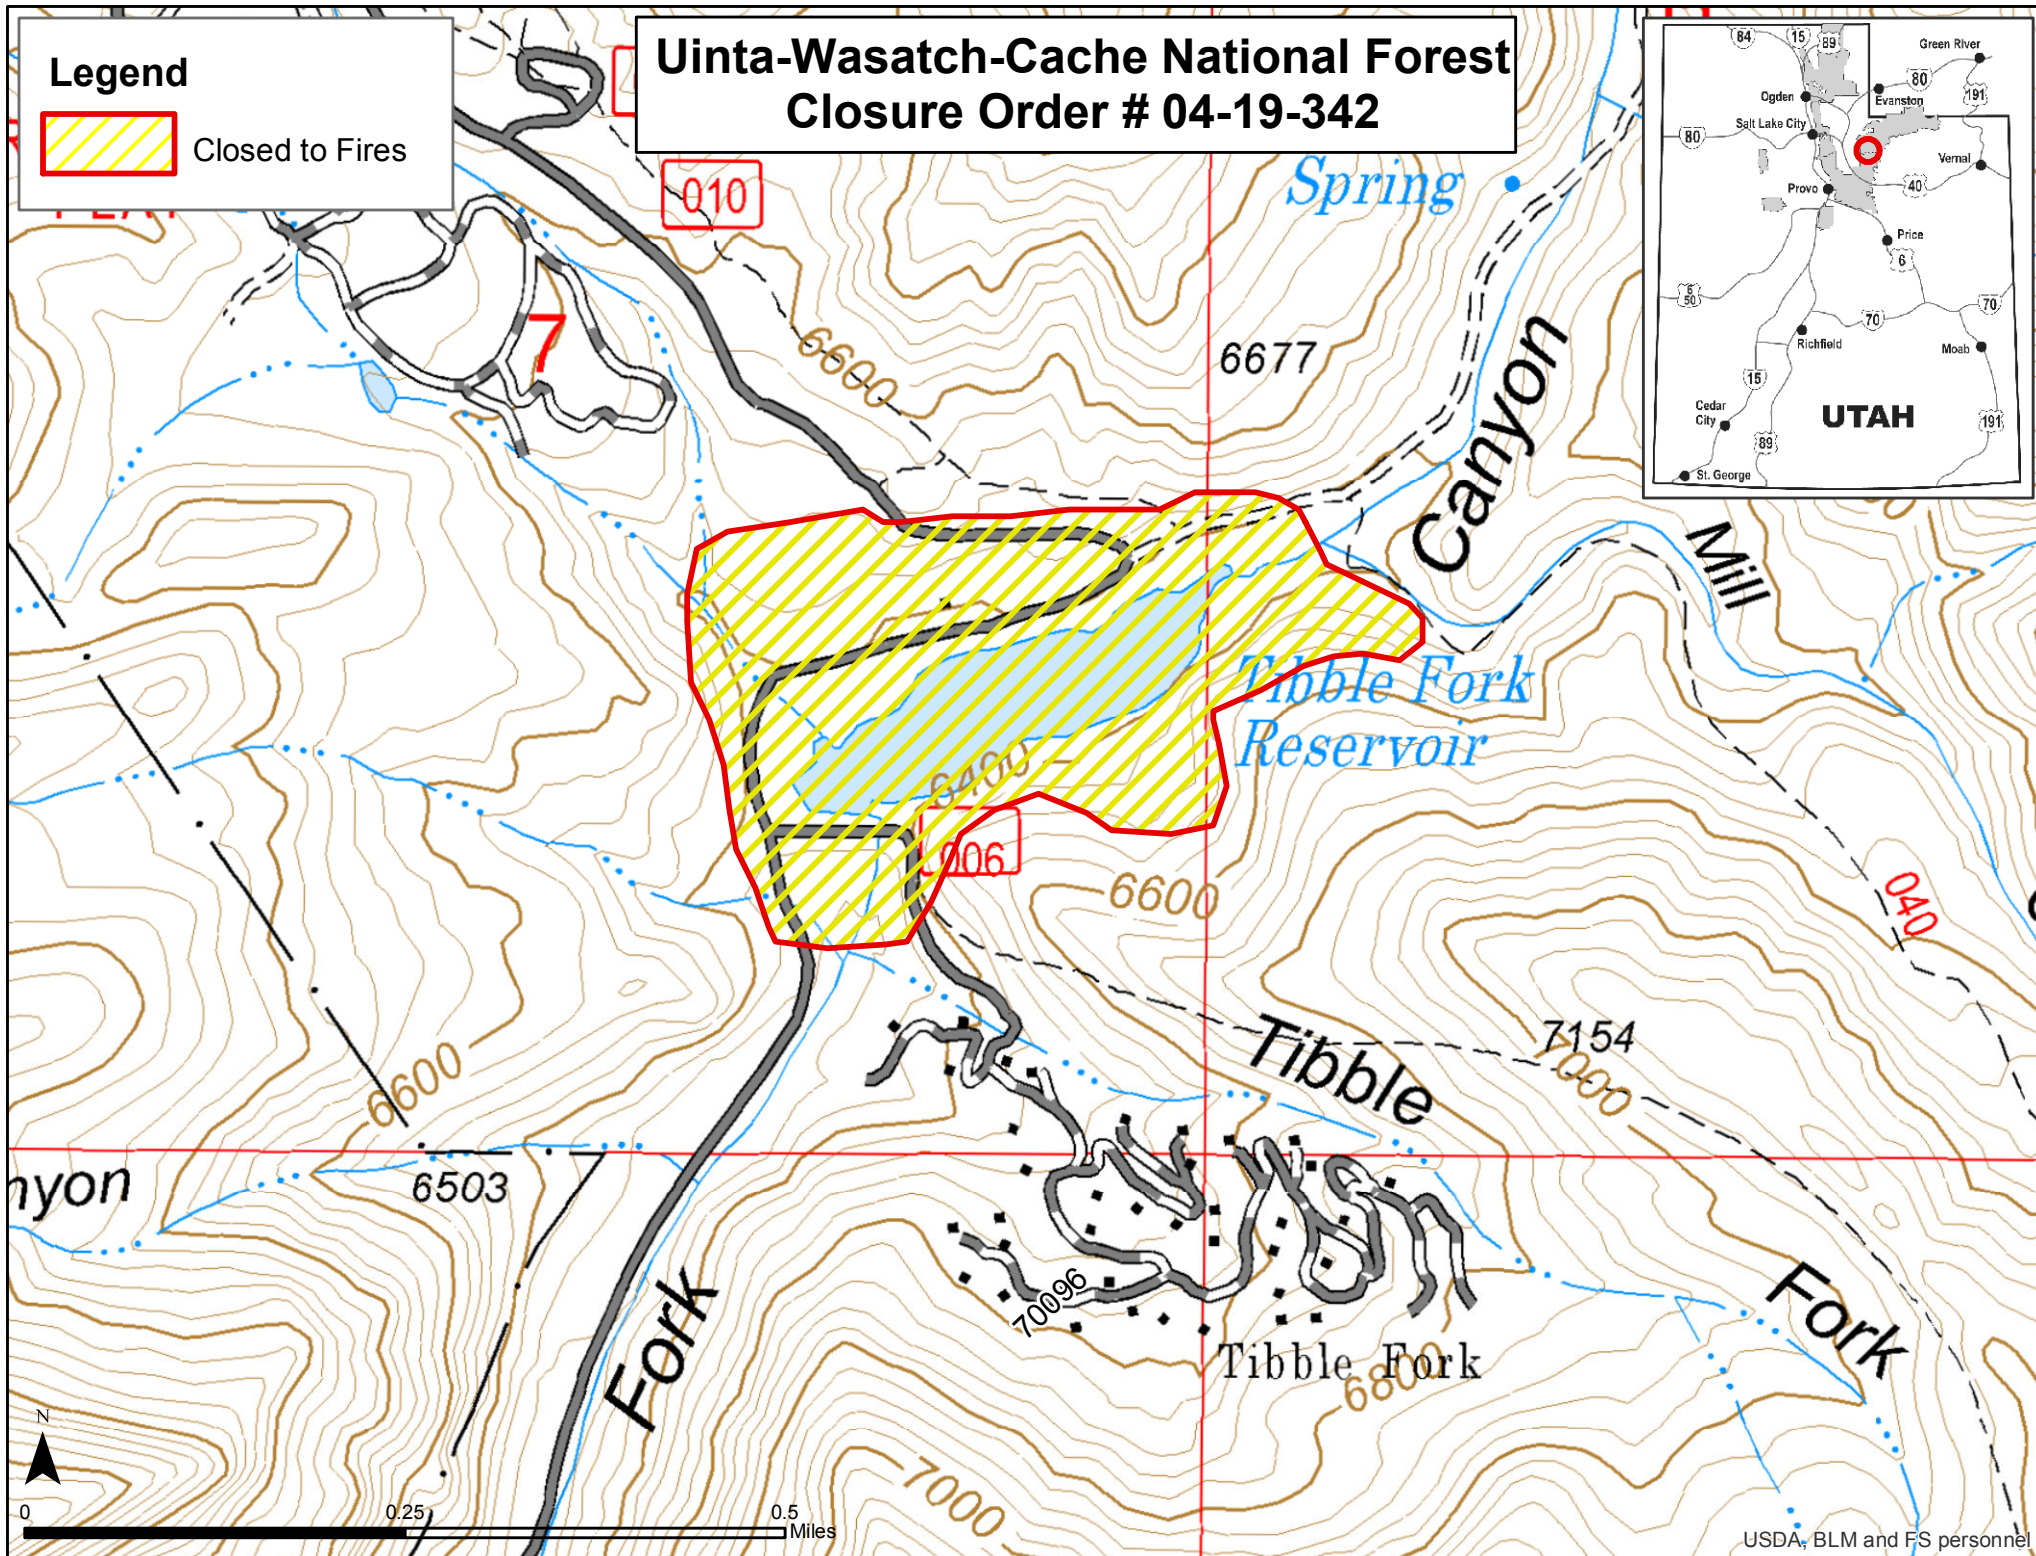 Legend
Closed to Fires
Uinta-Wasatch-Cache National Forest
Closure Order # 04-19-342
84
15
89
Green River
80
191
Ogden
Evanston
Salt Lake City
80
Vernal
40
Provo
Price
6
6
50
70
70
Richfield
Moab
15
Cedar
City
UTAH
191
89
St. George
010
Spring
7
6600
6677
Canyon
Mill
Tibble Fork
Reservoir
6400
006
6600
040
7154
7000
Tibble
6600
nyon
6503
70096
Fork
Fork
Tibble Fork
6800
7000
N
0
0.25
0.5
Miles
USDA, BLM and FS personnel